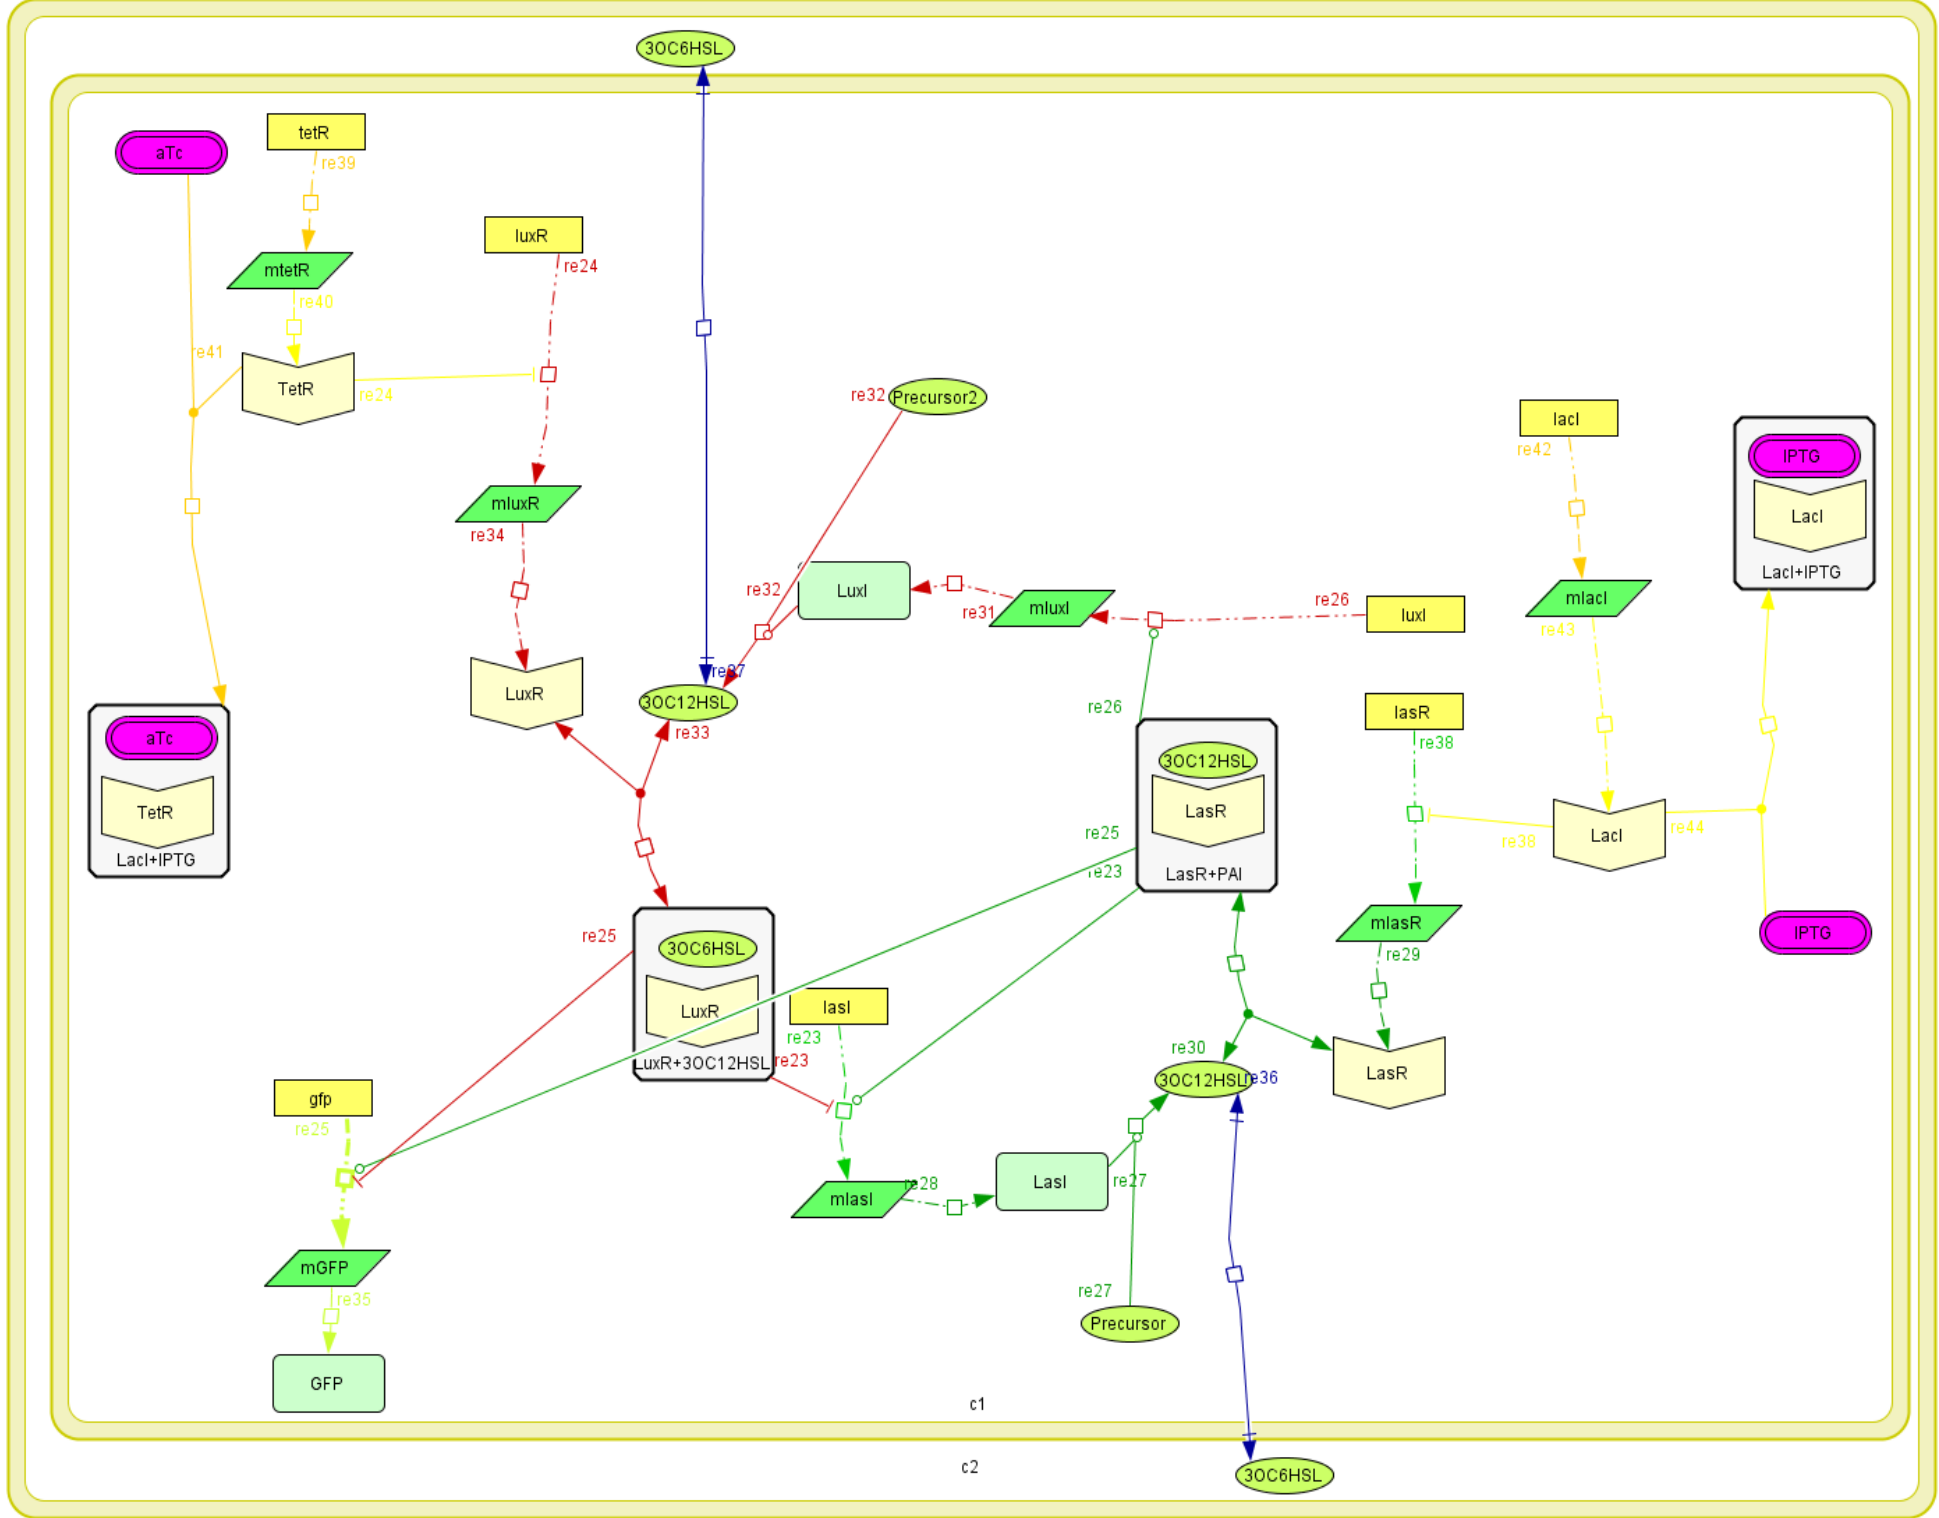 3OC6HSL
aTc
tetR
re39
luxR
re24
mtetR
re40
re41
TetR
re24
re32
Precursor2
lacI
re42
IPTG
LacI
LacI+IPTG
mluxR
re34
re32
LuxI
re31
mluxI
re26
luxI
mlacI
re43
re37
LuxR
3OC12HSL
re33
re26
lasR
re38
aTc
TetR
LacI+IPTG
3OC12HSL
LasR
LasR+PAI
re25
re23
re38
LacI
re44
mlasR
re29
IPTG
re25
3OC6HSL
LuxR
LuxR+3OC12HSL
re23
lasI
re23
re30
3OC12HSL
re36
LasR
gfp
re25
mlasI
re28
LasI
re27
mGFP
re35
re27
Precursor
GFP
c1
c2
3OC6HSL